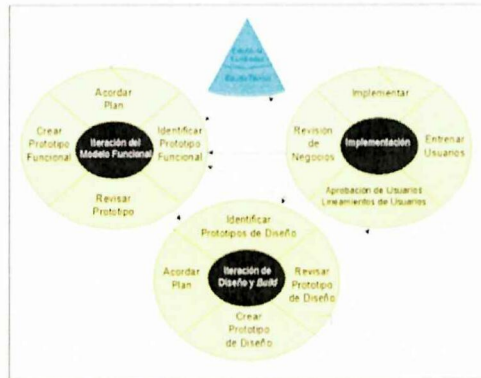 Acordar
Plan
Crear
Prototipo
Funcional
Iteración del
Modelo Funcional
Identificar
Prototipo
Funcional
Revisar
Prototipo
Implementar
Revisión
de
Negocios
Implementación
Entrenar
Usuarios
Aprobación de Usuarios
Lineamientos de Usuarios
Identificar
Prototipos de Diseño
Acordar
Plan
Iteración de
Diseño y Build
Revisar
Prototipo
de Diseño
Crear
Prototipo
de Diseño